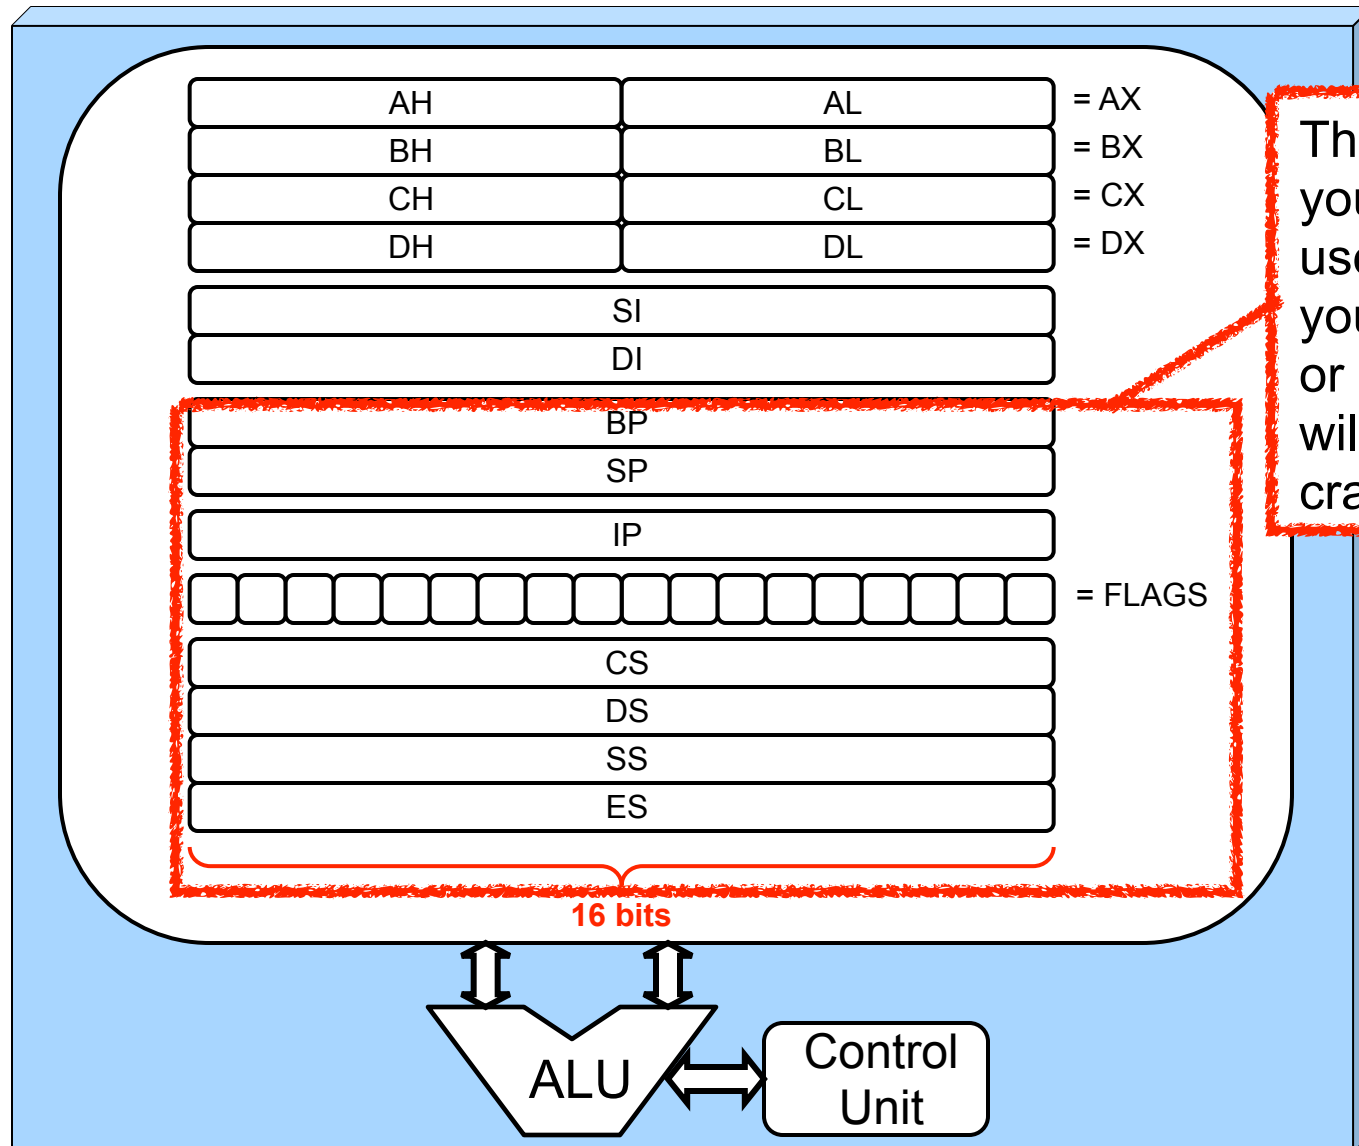 AH AL = AX
BH BL = BX
CH CL = CX
DH DL = DX
SI
DI
BP
SP
IP
= FLAGS
CS
DS
SS
ES
16 bits
or
ALU
Control
Unit